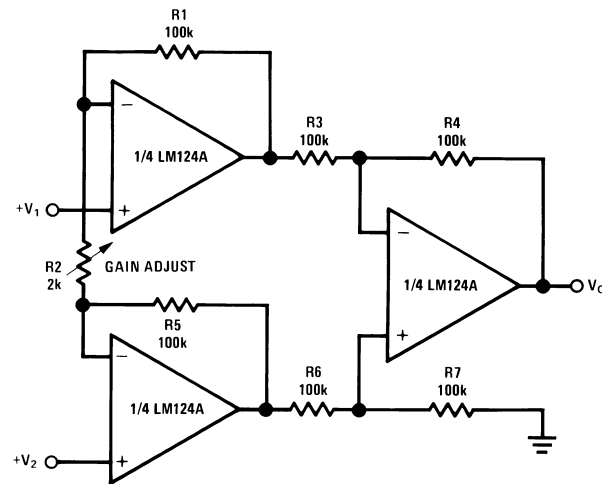 R1
100k
−
1/4 LM124A
+
+V1
R3
100k
R4
100k
R2
2k
GAIN ADJUST
−
1/4 LM124A
+
VO
R5
100k
−
1/4 LM124A
+
+V2
R6
100k
R7
100k